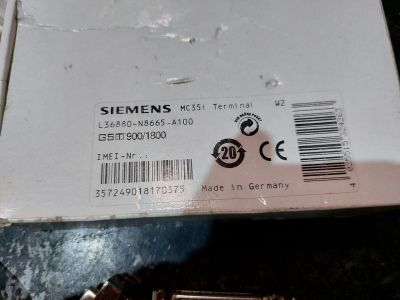 SIEMENS MC35i Terminal W2
L36880-N8665-A100
GSM 900/1800
IMEI-Nr.:
20
CE
357249018170375 Made in Germany